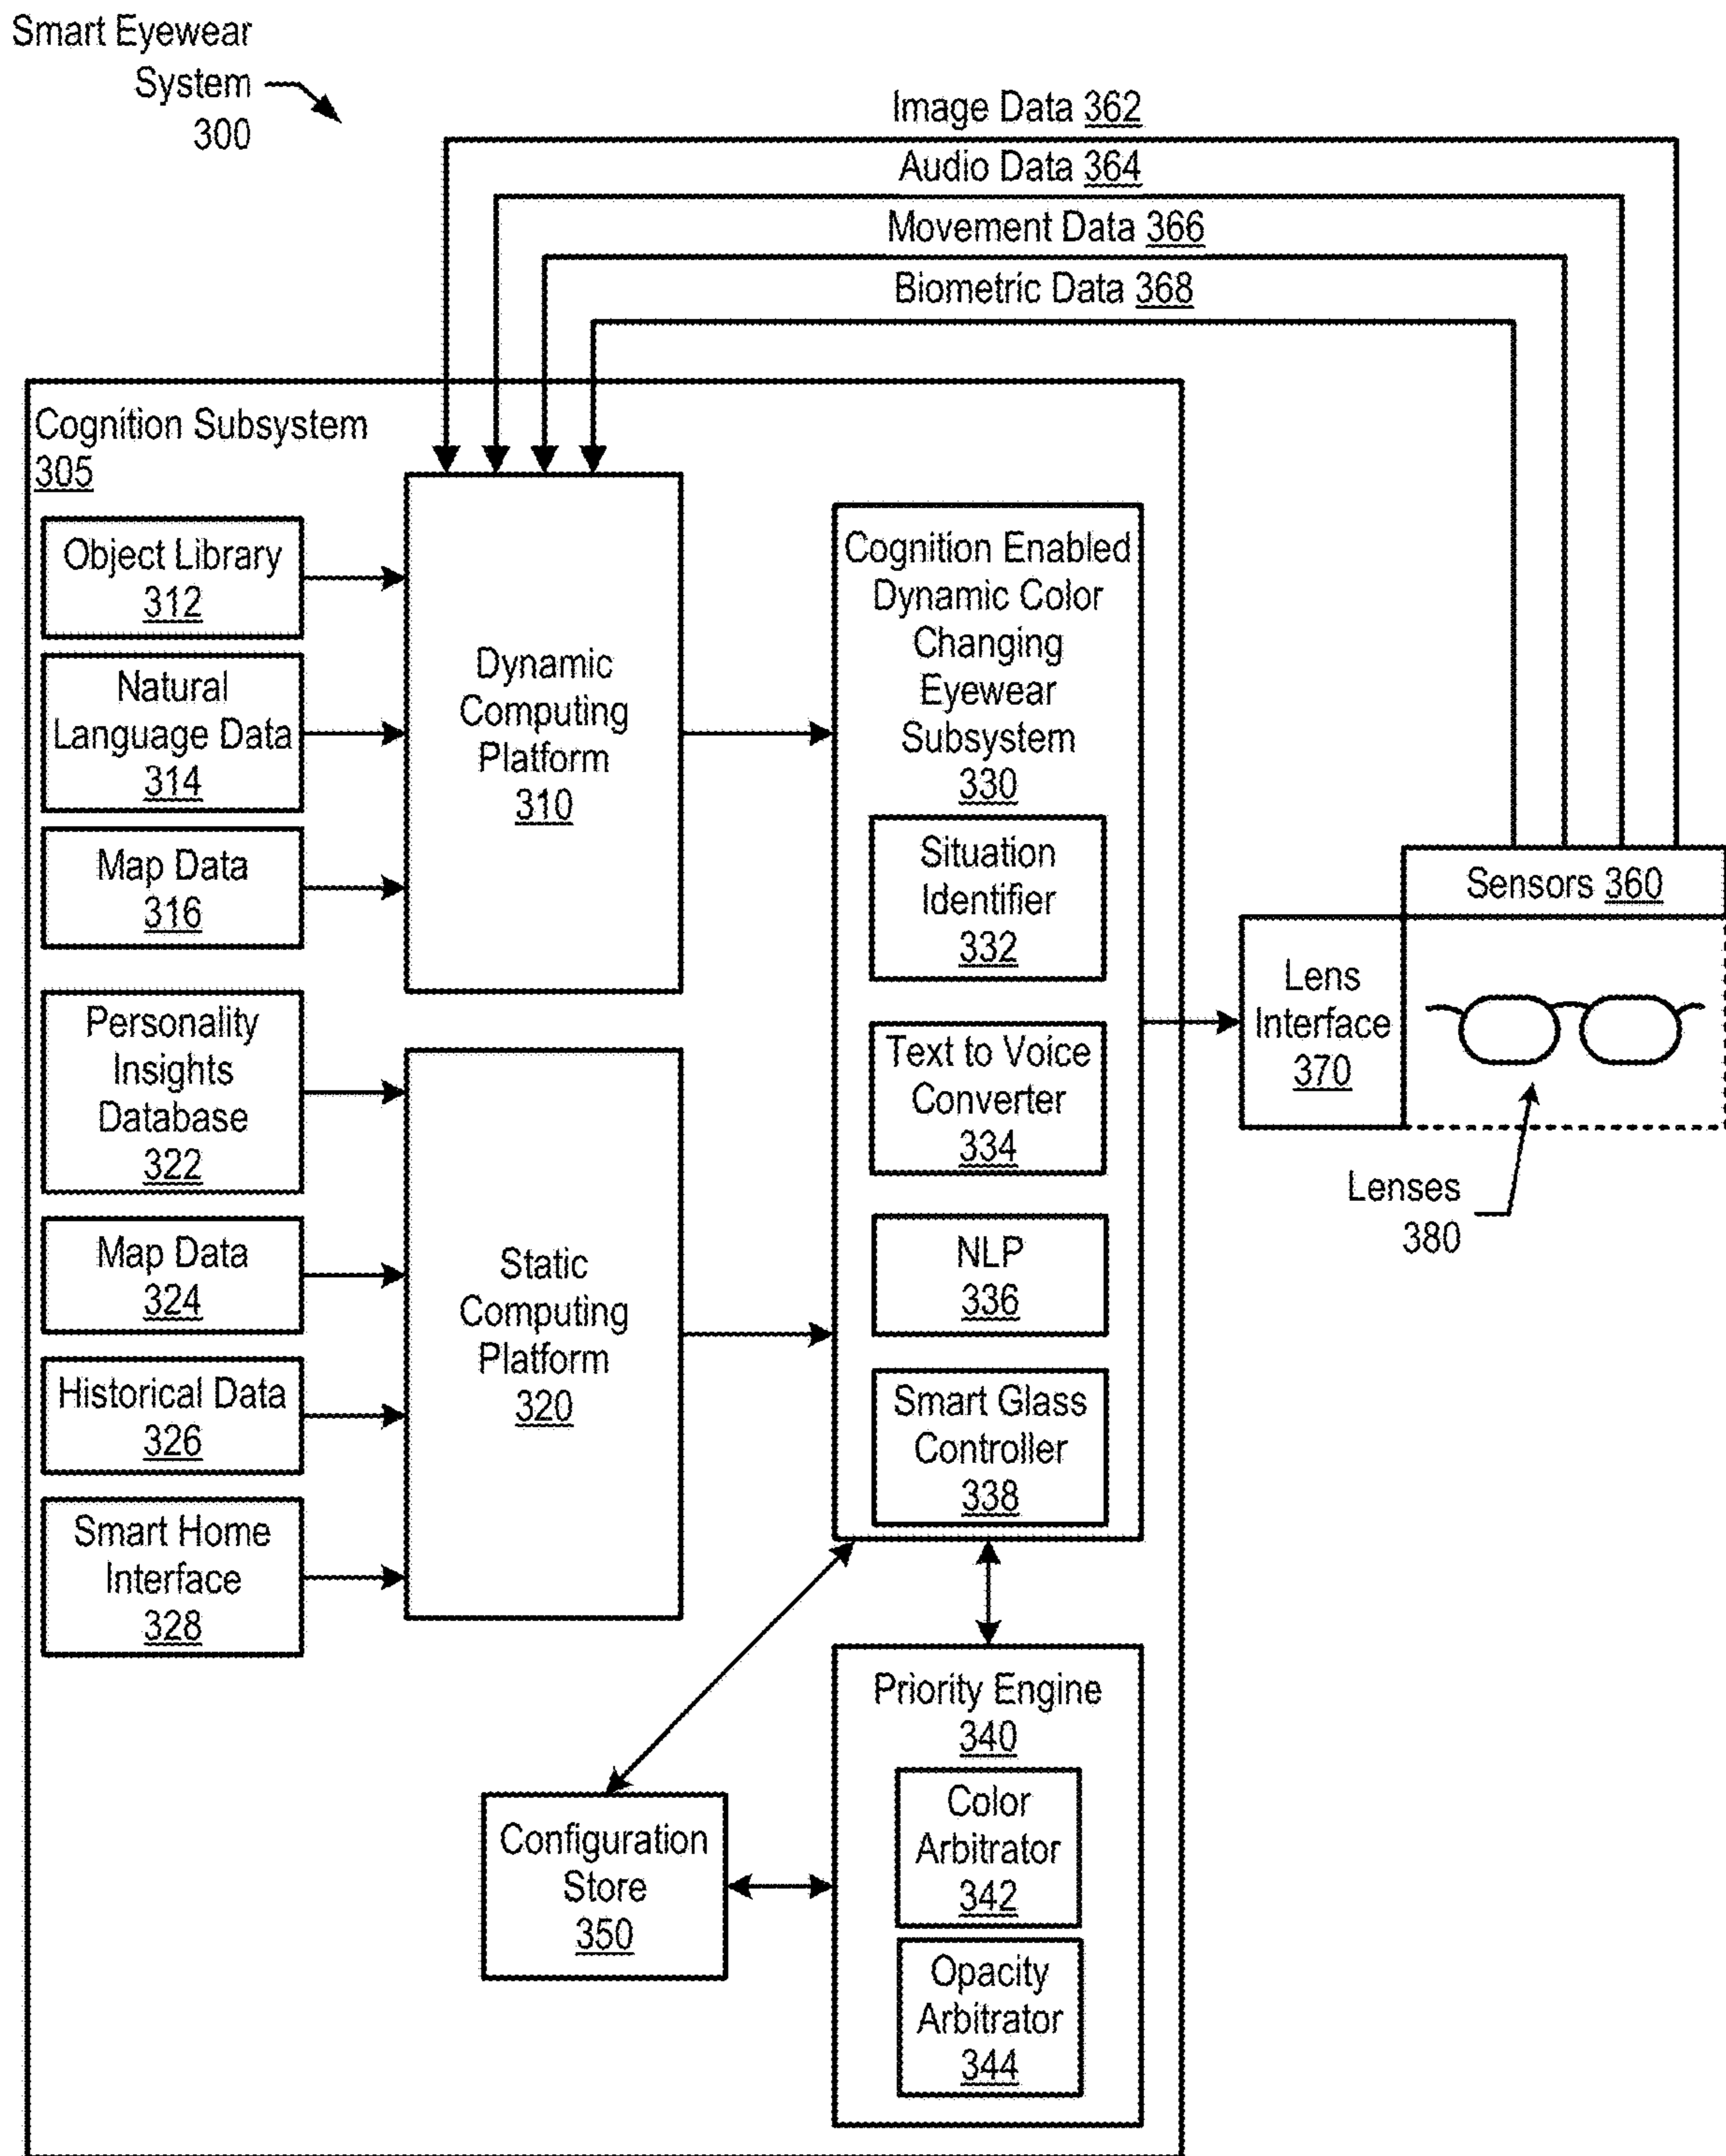 Smart Eyewear
System
300
Image Data 362
Audio Data 364
Movement Data 366
Biometric Data 368
Cognition Subsystem
305
Object Library
312
Natural
Language Data
314
Map Data
316
Personality
Insights
Database
322
Map Data
324
Historical Data
326
Smart Home
Interface
328
Dynamic
Computing
Platform
310
Static
Computing
Platform
320
Cognition Enabled
Dynamic Color
Changing
Eyewear
Subsystem
330
Situation
Identifier
332
Text to Voice
Converter
334
NLP
336
Smart Glass
Controller
338
Priority Engine
340
Color
Arbitrator
342
Opacity
Arbitrator
344
Configuration
Store
350
Sensors 360
Lens
Interface
370
Lenses
380